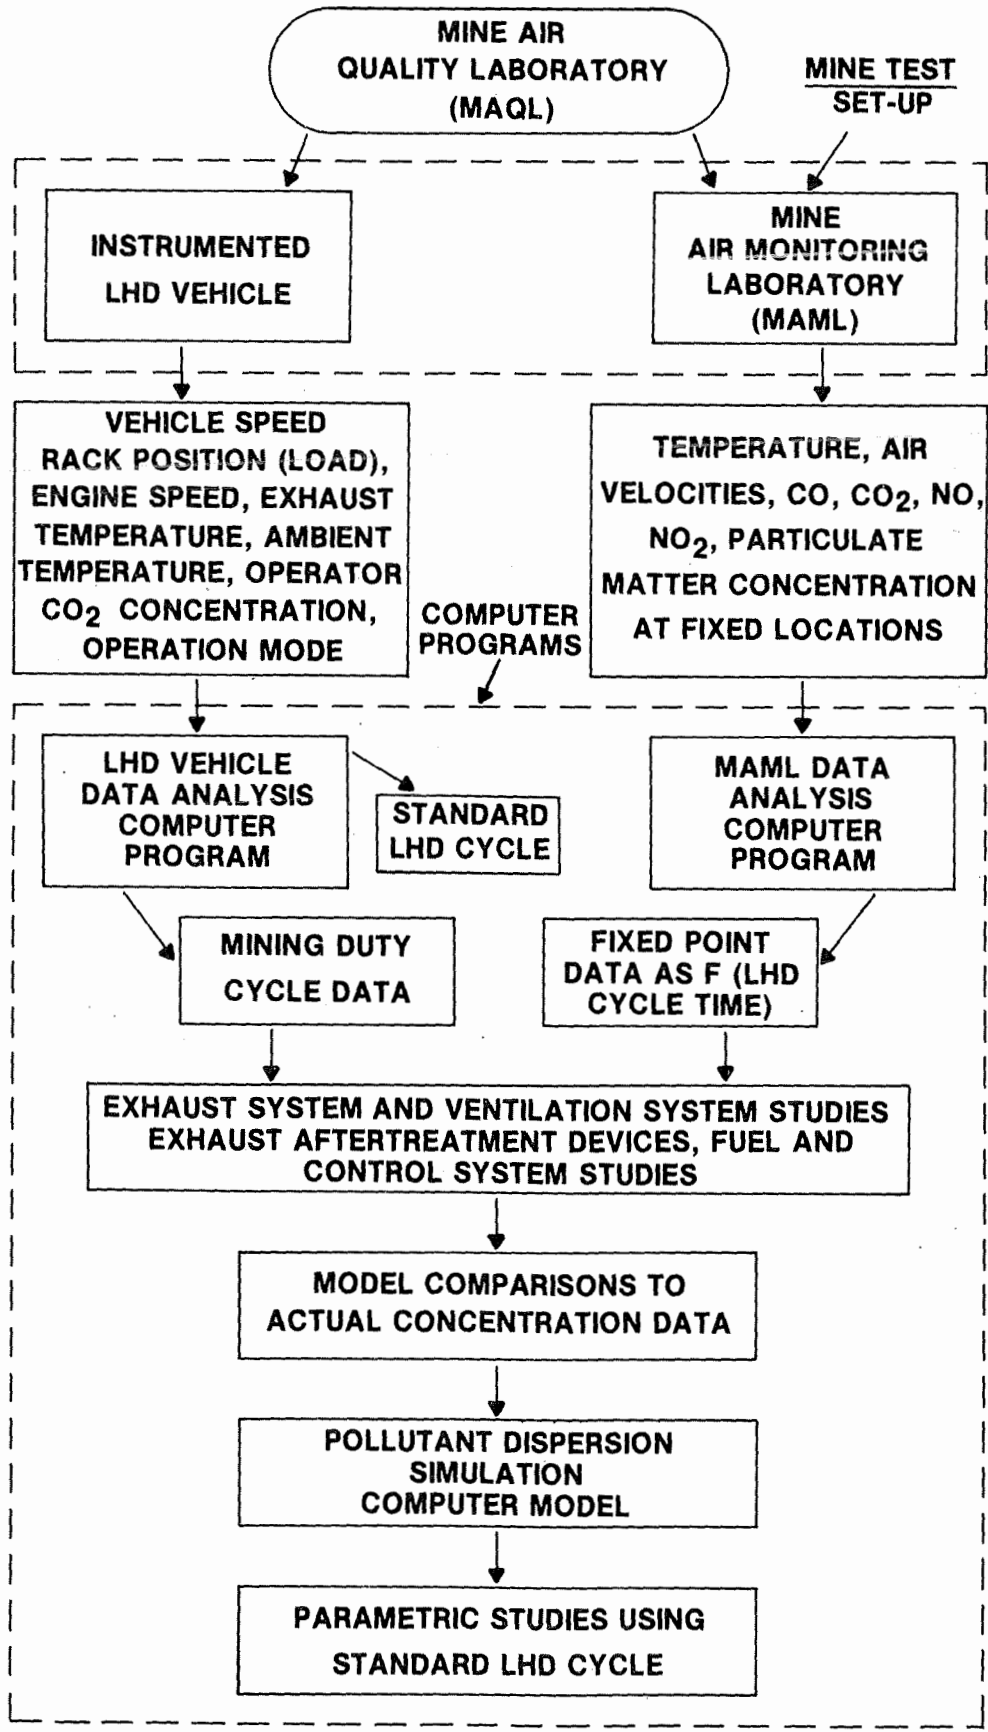 MINE AIR
QUALITY LABORATORY
(MAQL)
MINE TEST
SET-UP
INSTRUMENTED
LHD VEHICLE
MINE
AIR MONITORING
LABORATORY
(MAML)
VEHICLE SPEED
RACK POSITION (LOAD),
ENGINE SPEED, EXHAUST
TEMPERATURE, AMBIENT
TEMPERATURE, OPERATOR
CO2 CONCENTRATION,
OPERATION MODE
TEMPERATURE, AIR
VELOCITIES, CO, CO2, NO,
NO2, PARTICULATE
MATTER CONCENTRATION
AT FIXED LOCATIONS
COMPUTER
PROGRAMS
LHD VEHICLE
DATA ANALYSIS
COMPUTER
PROGRAM
STANDARD
LHD CYCLE
MAML DATA
ANALYSIS
COMPUTER
PROGRAM
MINING DUTY
CYCLE DATA
FIXED POINT
DATA AS F (LHD
CYCLE TIME)
EXHAUST SYSTEM AND VENTILATION SYSTEM STUDIES
EXHAUST AFTERTREATMENT DEVICES, FUEL AND
CONTROL SYSTEM STUDIES
MODEL COMPARISONS TO
ACTUAL CONCENTRATION DATA
POLLUTANT DISPERSION
SIMULATION
COMPUTER MODEL
PARAMETRIC STUDIES USING
STANDARD LHD CYCLE